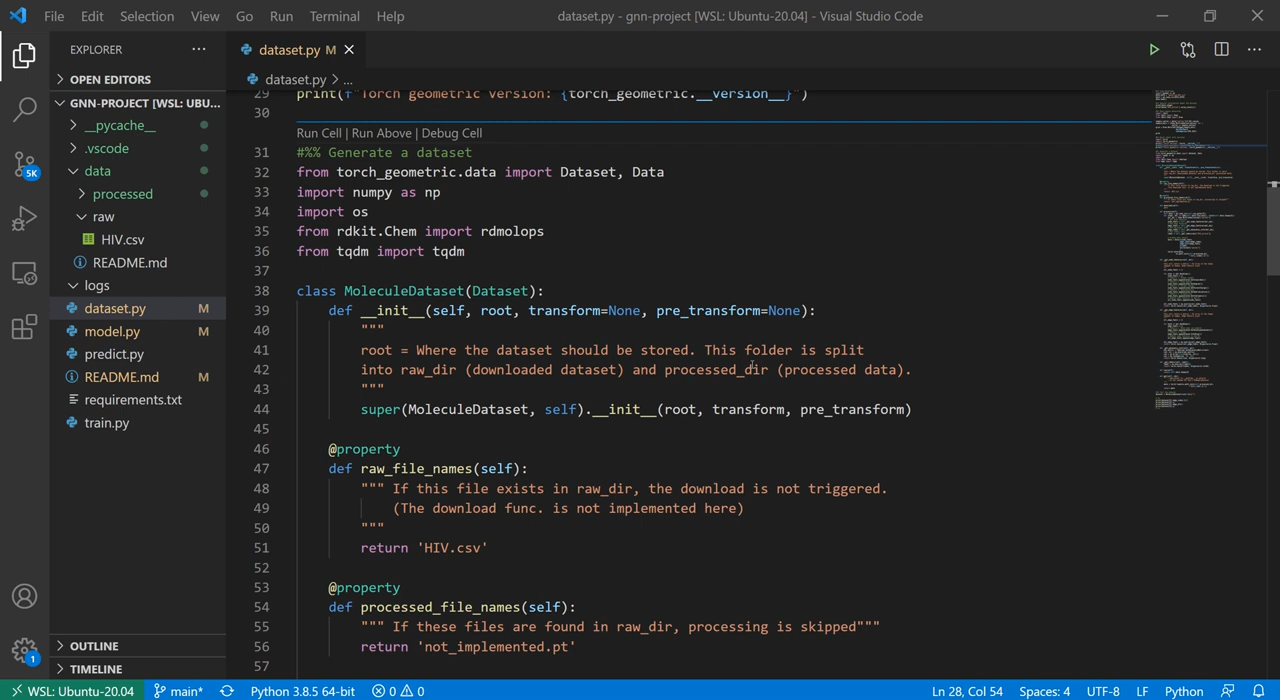 File Edit Selection View Go Run Terminal Help
dataset.py - gnn-project [WSL: Ubuntu-20.04] - Visual Studio Code
EXPLORER ...
OPEN EDITORS
GNN-PROJECT [WSL: UBU...
__pycache__
.vscode
data
processed
raw
HIV.csv
README.md
logs
dataset.py M
model.py M
predict.py
README.md M
requirements.txt
train.py
OUTLINE
TIMELINE
5K
1
dataset.py M
dataset.py > ...
29 print(f"Torch geometric version: {torch_geometric.__version__}")
30
Run Cell | Run Above | Debug Cell
31 #%% Generate a dataset
32 from torch_geometric.data import Dataset, Data
33 import numpy as np
34 import os
35 from rdkit.Chem import rdmolops
36 from tqdm import tqdm
37
38 class MoleculeDataset(Dataset):
39 def __init__(self, root, transform=None, pre_transform=None):
40 """
41 root = Where the dataset should be stored. This folder is split
42 into raw_dir (downloaded dataset) and processed_dir (processed data).
43 """
44 super(MoleculeDataset, self).__init__(root, transform, pre_transform)
45
46 @property
47 def raw_file_names(self):
48 """ If this file exists in raw_dir, the download is not triggered.
49 (The download func. is not implemented here)
50 """
51 return 'HIV.csv'
52
53 @property
54 def processed_file_names(self):
55 """ If these files are found in raw_dir, processing is skipped"""
56 return 'not_implemented.pt'
57
WSL: Ubuntu-20.04 main* Python 3.8.5 64-bit 0 0 Ln 28, Col 54 Spaces: 4 UTF-8 LF Python